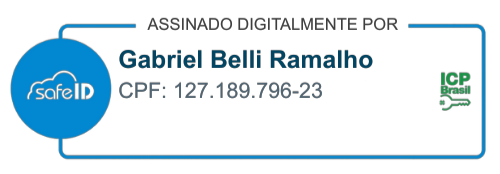 ASSINADO DIGITALMENTE POR
Gabriel Belli Ramalho
CPF: 127.189.796-23
safeID
ICP
Brasil